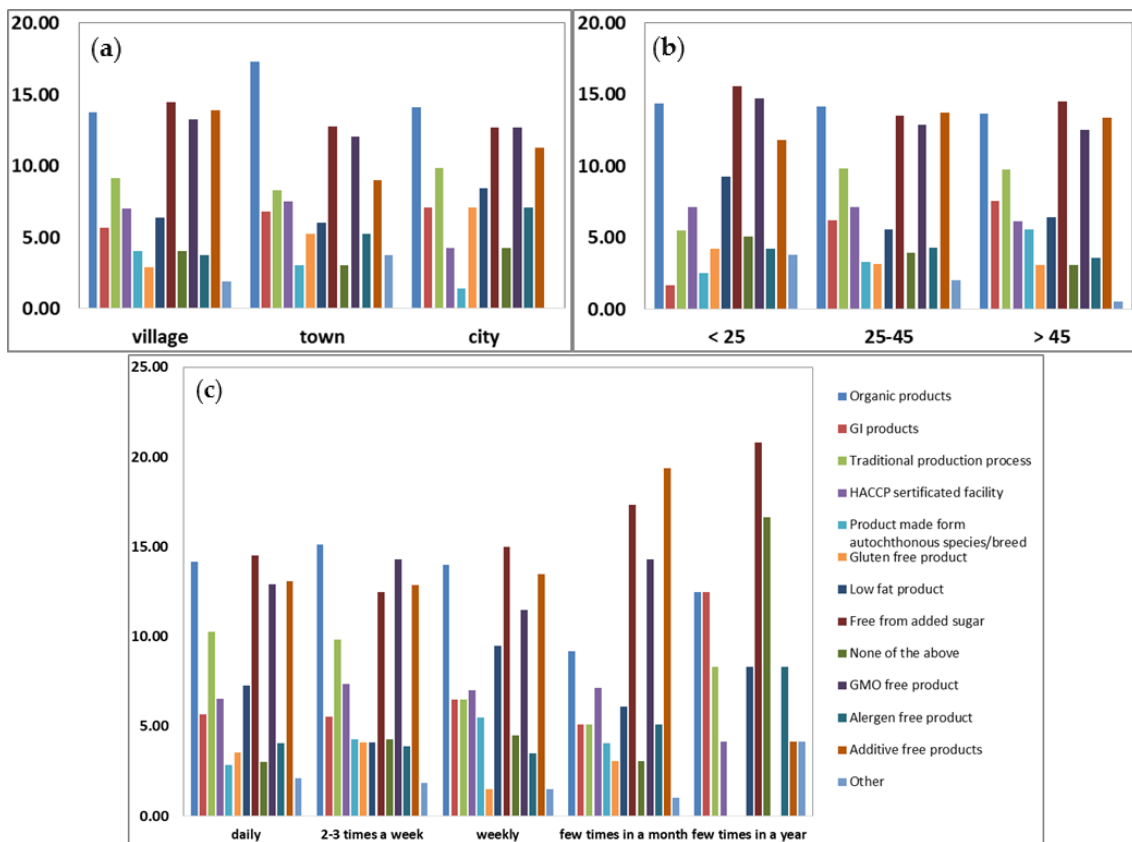 20.00
15.00
10.00
5.00
0.00
(a)
village town city
20.00
15.00
10.00
5.00
0.00
(b)
< 25 25-45 > 45
25.00
20.00
15.00
10.00
5.00
0.00
(c)
daily 2-3 times a week weekly few times in a month few times in a year
Organic products
GI products
Traditional production process
HACCP sertificated facility
Product made form
autochthonous species/breed
Gluten free product
Low fat product
Free from added sugar
None of the above
GMO free product
Alergen free product
Additive free products
Other